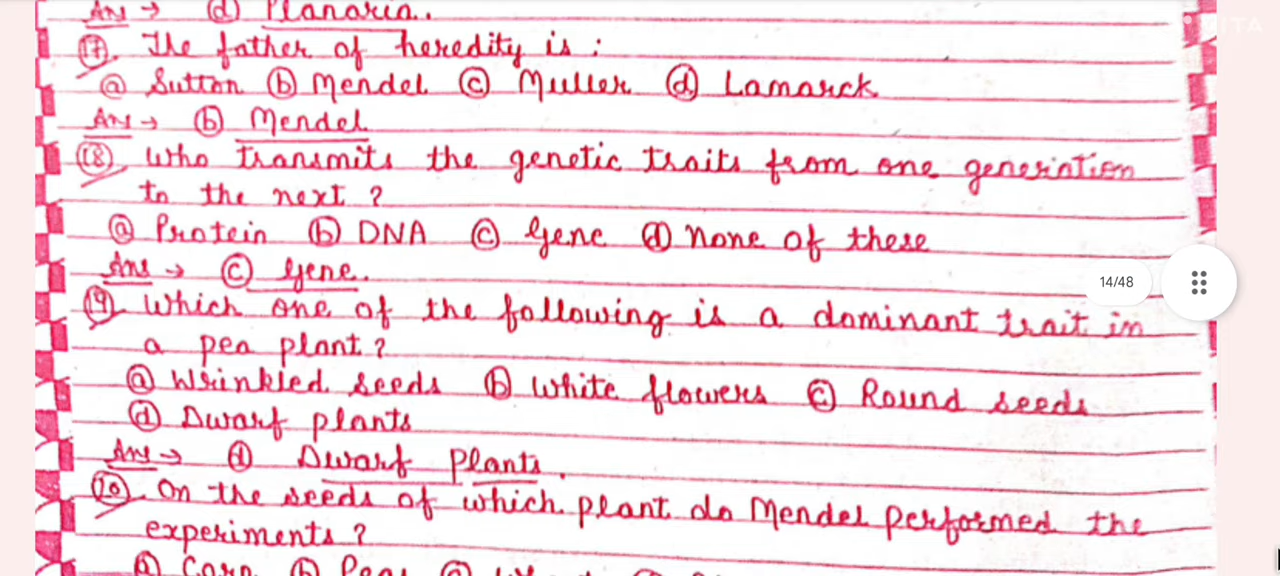 Ans → (d) Planaria.
(17) The father of heredity is :
(a) Sutton (b) Mendel (c) Muller (d) Lamarck
Ans → (b) Mendel
(18) Who transmits the genetic traits from one generation
to the next ?
(a) Protein (b) DNA (c) Gene (d) None of these
Ans → (c) Gene.
14/48
(19) Which one of the following is a dominant trait in
a pea plant ?
(a) Wrinkled seeds (b) White flowers (c) Round seeds
(d) Dwarf plants
Ans → (d) Dwarf Plants.
On the seeds of which plant do Mendel performed the
experiments ?
(a) Corn (b) Peas (c)